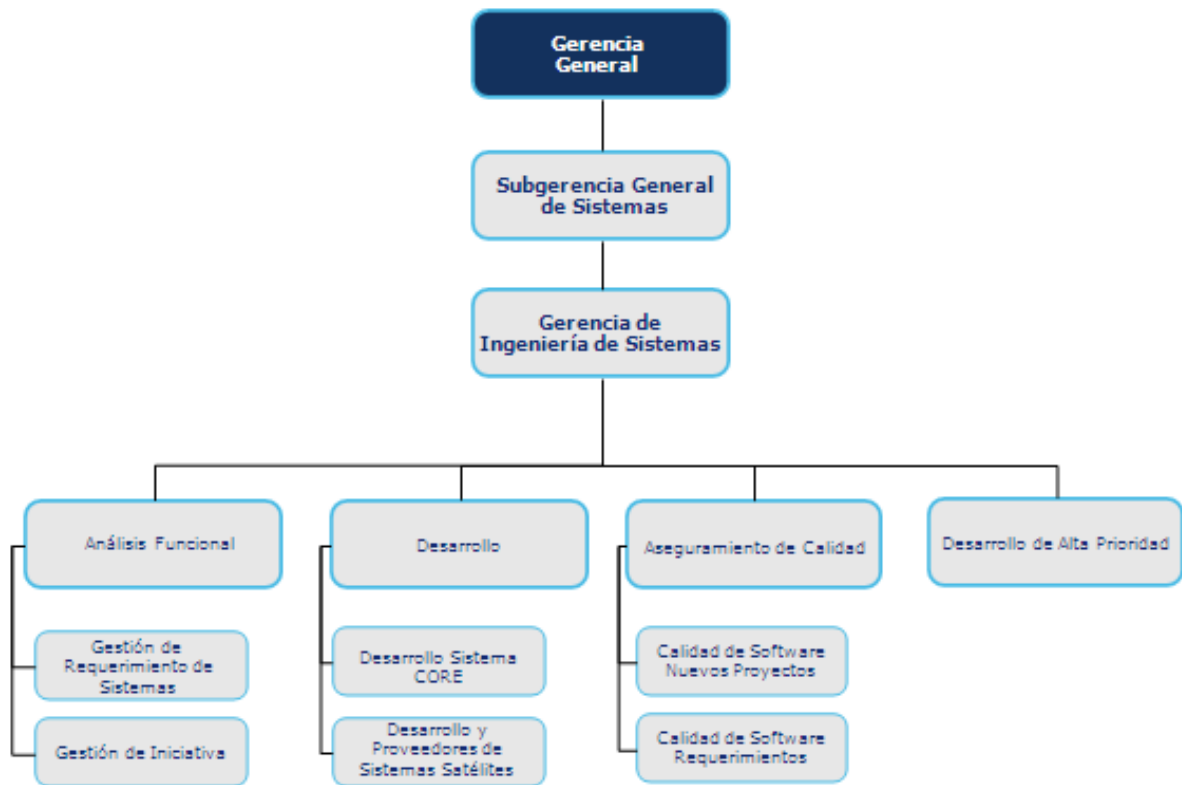 Gerencia
General
Subgerencia General
de Sistemas
Gerencia de
Ingeniería de Sistemas
Análisis Funcional
Desarrollo
Aseguramiento de Calidad
Desarrollo de Alta Prioridad
Gestión de
Requerimiento de
Sistemas
Desarrollo Sistema
CORE
Calidad de Software
Nuevos Proyectos
Gestión de Iniciativa
Desarrollo y
Proveedores de
Sistemas Satélites
Calidad de Software
Requerimientos